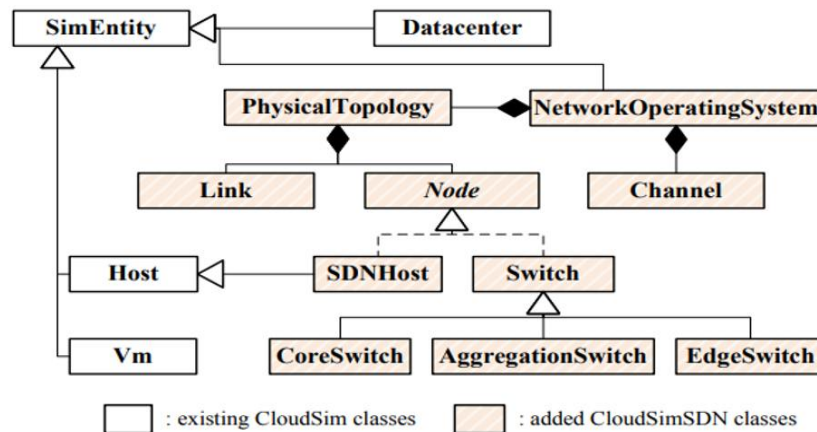 SimEntity
Datacenter
PhysicalTopology
NetworkOperatingSystem
Link
Node
Channel
Host
SDNHost
Switch
Vm
CoreSwitch
AggregationSwitch
EdgeSwitch
: existing CloudSim classes
: added CloudSimSDN classes